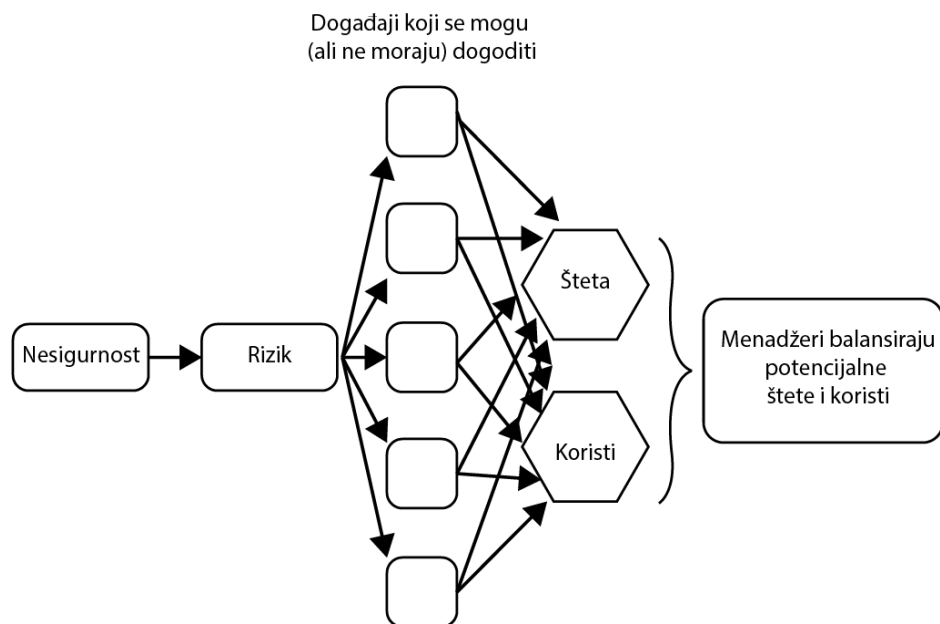 Događaji koji se mogu
(ali ne moraju) dogoditi
Nesigurnost
Rizik
Šteta
Koristi
Menadžeri balansiraju
potencijalne
štete i koristi